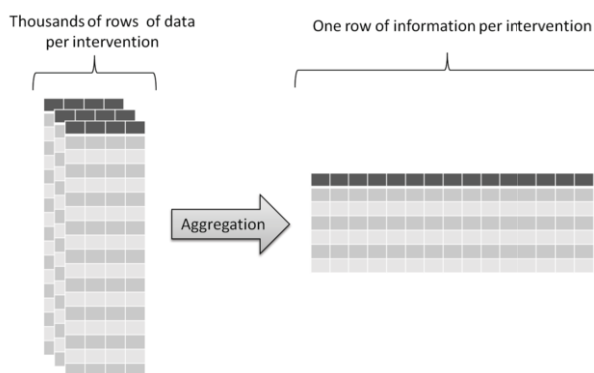 Thousands of rows of data
per intervention
One row of information per intervention
Aggregation